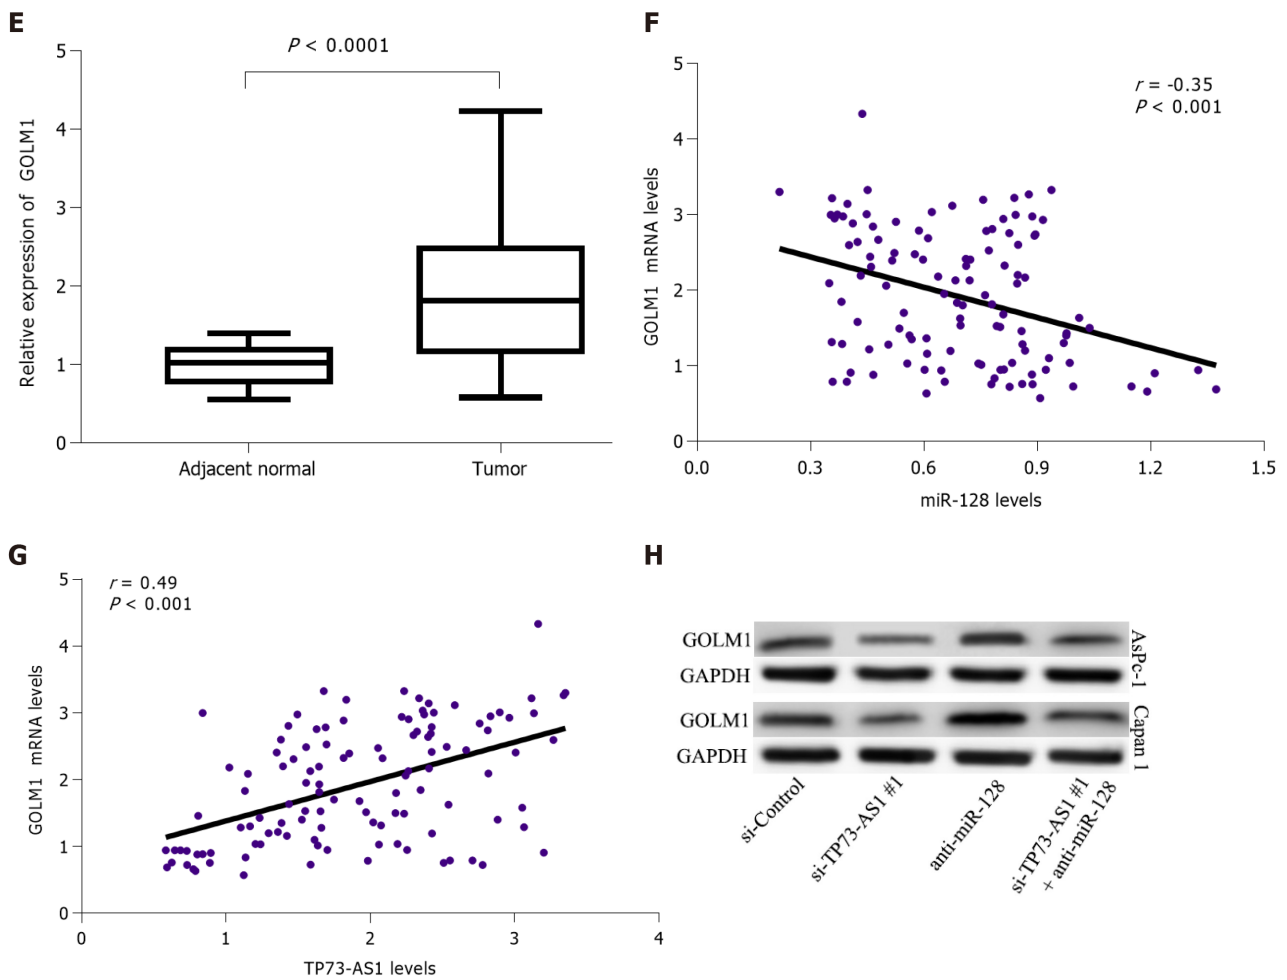 E
P < 0.0001
5
4
3
2
1
0
Relative expression of GOLM1
Adjacent normal
Tumor
F
r = -0.35
P < 0.001
5
4
3
2
1
0
GOLM1 mRNA levels
0.0
0.3
0.6
0.9
1.2
1.5
miR-128 levels
G
r = 0.49
P < 0.001
5
4
3
2
1
0
GOLM1 mRNA levels
0
1
2
3
4
TP73-AS1 levels
H
GOLM1
GAPDH
AsPc-1
GOLM1
GAPDH
Capan 1
si-Control
si-TP73-AS1 #1
anti-miR-128
si-TP73-AS1 #1
+ anti-miR-128